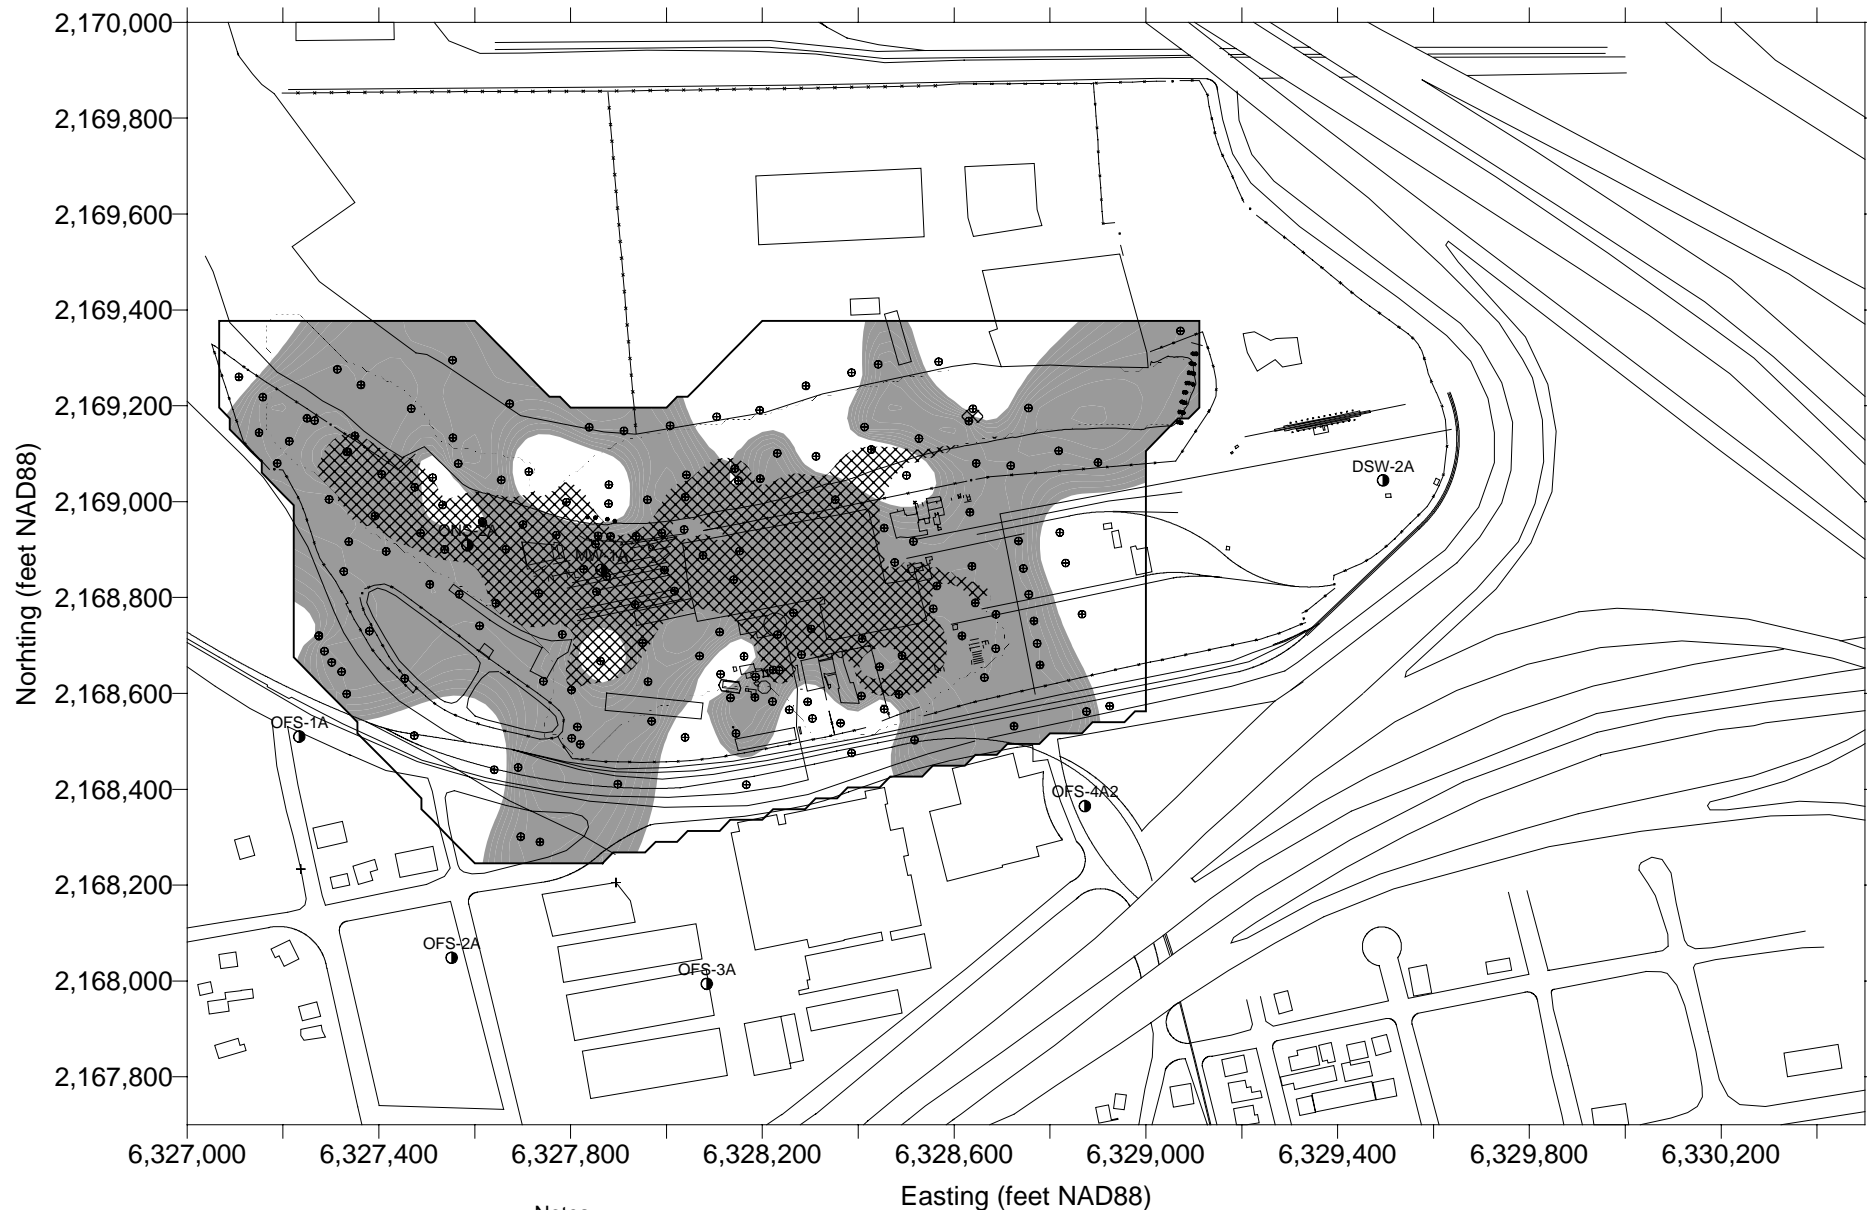 2,170,000
2,169,800
2,169,600
2,169,400
2,169,200
2,169,000
2,168,800
2,168,600
2,168,400
2,168,200
2,168,000
2,167,800
Norhting (feet NAD88)
DSW-2A
ONS-2A
MW-1A
OFS-1A
OFS-4A2
OFS-2A
OFS-3A
6,327,000 6,327,400 6,327,800 6,328,200 6,328,600 6,329,000 6,329,400 6,329,800 6,330,200
Easting (feet NAD88)